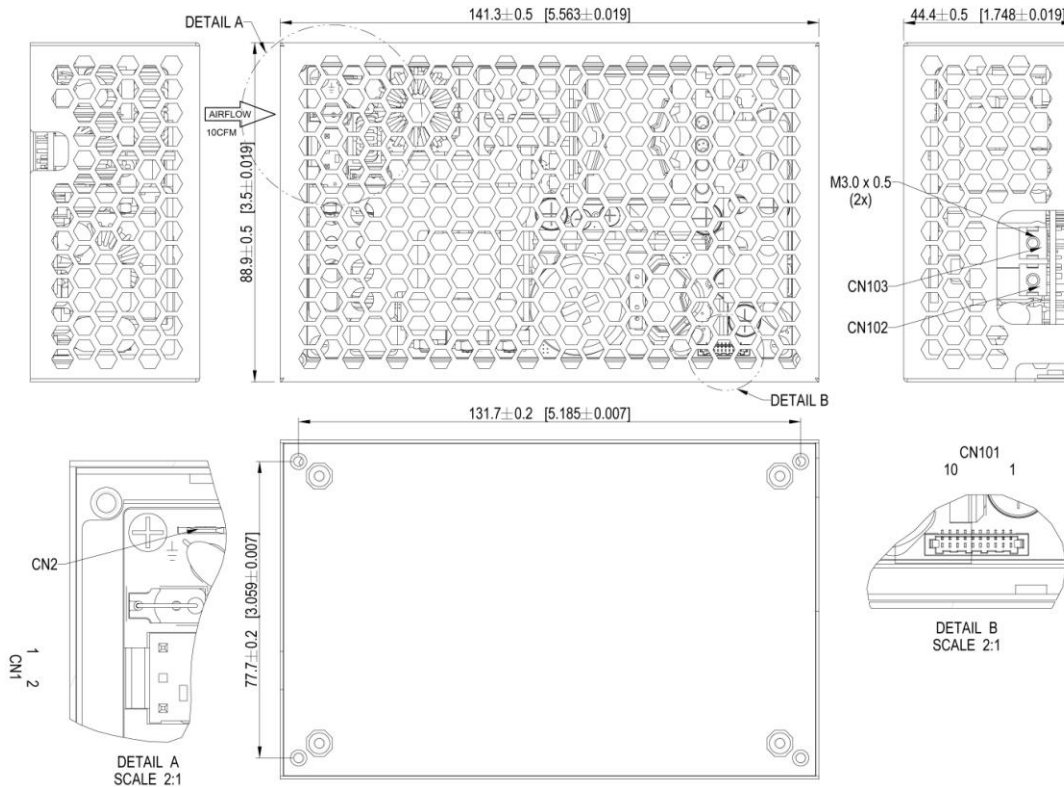 DETAIL A
141.3±0.5 [5.563±0.019]
44.4±0.5 [1.748±0.019]
AIRFLOW
10CFM
88.9±0.5 [3.5±0.019]
M3.0 x 0.5
(2x)
CN103
CN102
DETAIL B
131.7±0.2 [5.185±0.007]
77.7±0.2 [3.059±0.007]
CN2
1
2
CN1
DETAIL A
SCALE 2:1
CN101
10 1
DETAIL B
SCALE 2:1